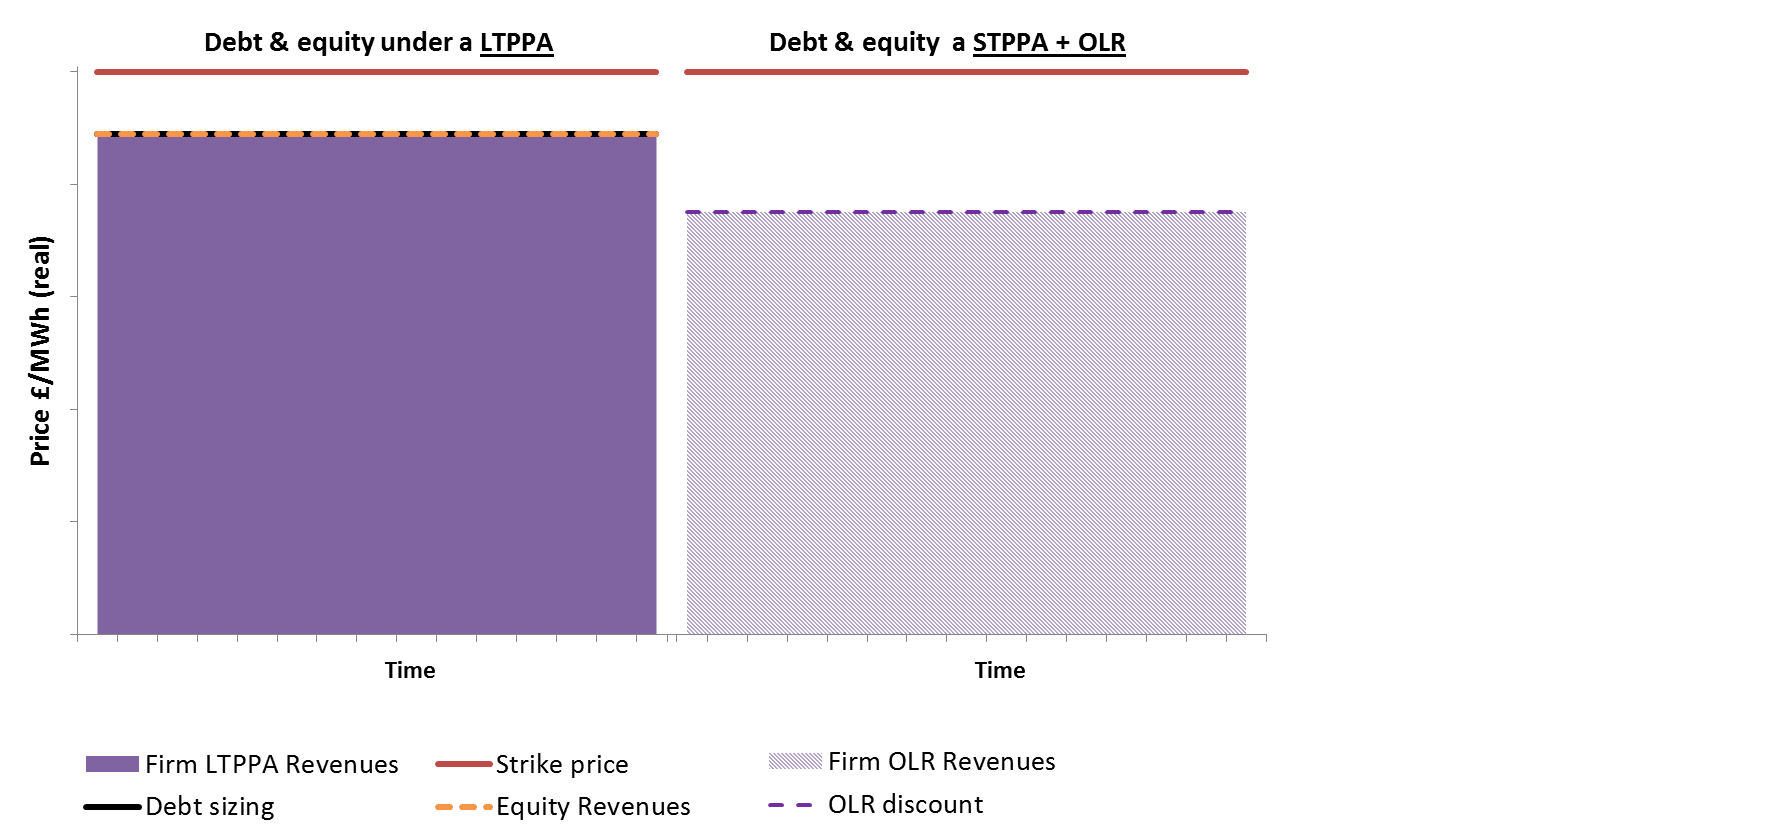 Debt & equity under a LTPPA
Debt & equity a STPPA + OLR
Price £/MWh (real)
Time
Time
Firm LTPPA Revenues
Strike price
Firm OLR Revenues
Debt sizing
Equity Revenues
OLR discount